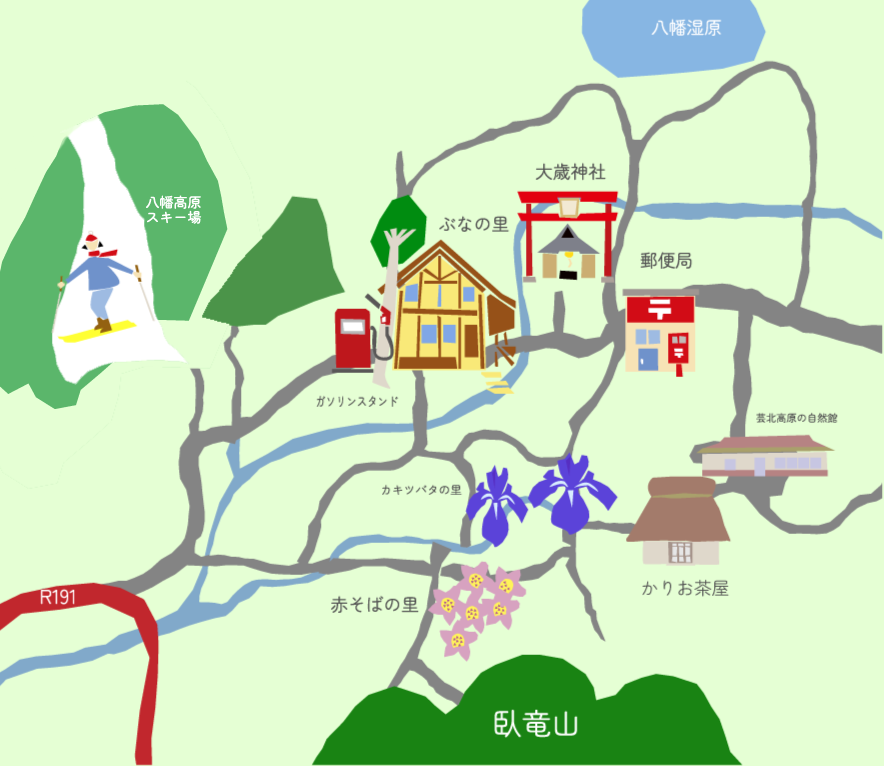 八幡湿原
大歳神社
八幡高原
スキー場
ぶなの里
郵便局
ガソリンスタンド
芸北高原の自然館
カキツバタの里
かりお茶屋
R191
赤そばの里
臥竜山